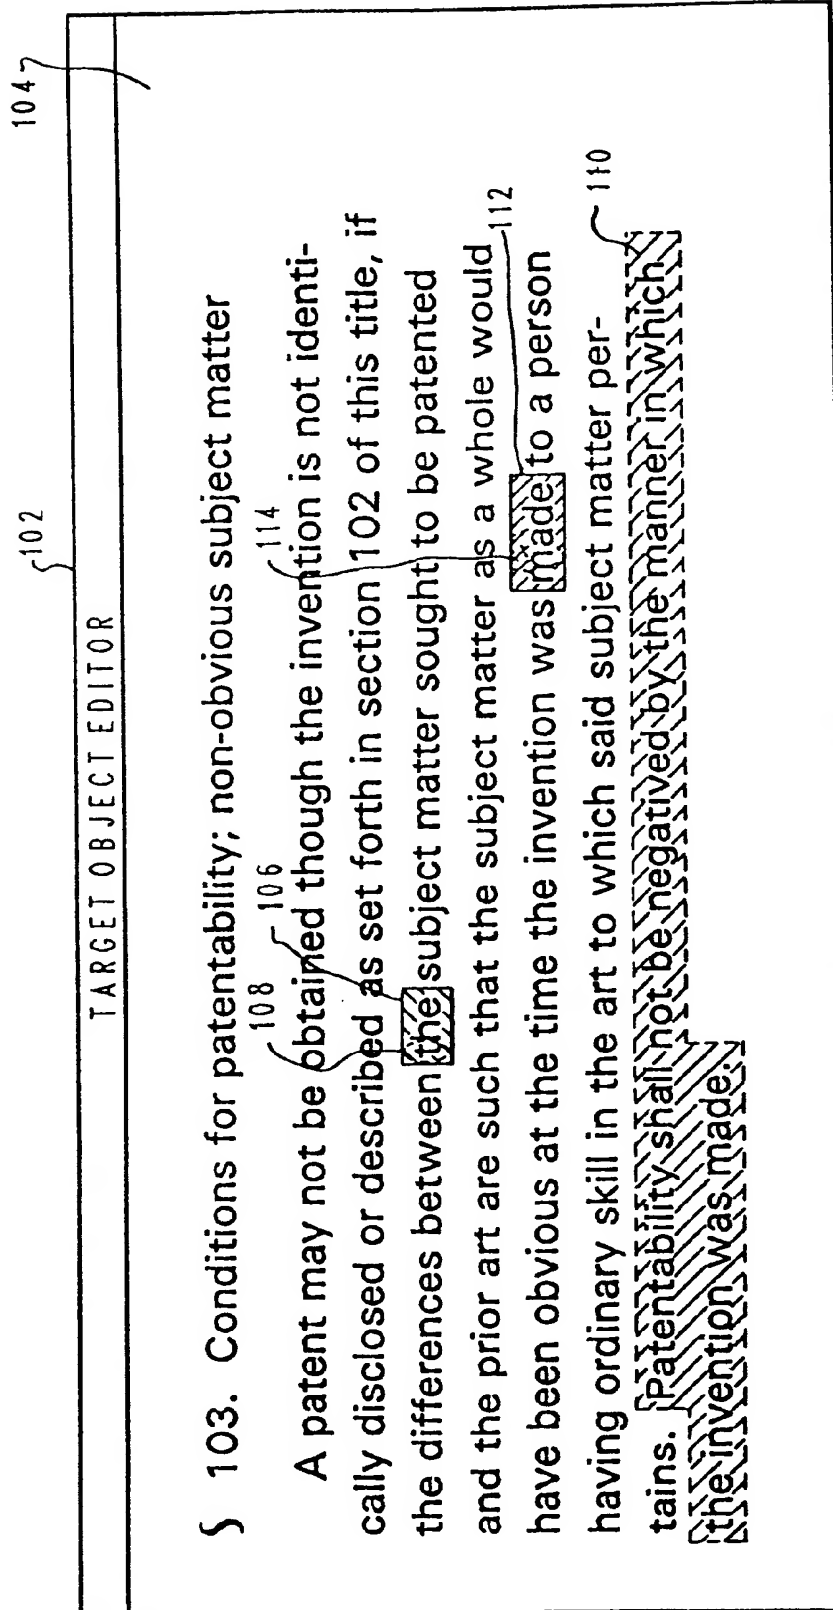 102
104
TARGET OBJECT EDITOR
§ 103. Conditions for patentability; non-obvious subject matter
108
106
114
A patent may not be obtained though the invention is not identi-
cally disclosed or described as set forth in section 102 of this title, if
the differences between the subject matter sought to be patented
and the prior art are such that the subject matter as a whole would
112
have been obvious at the time the invention was made to a person
having ordinary skill in the art to which said subject matter per-
110
tains. Patentability shall not be negatived by the manner in which
the invention was made.